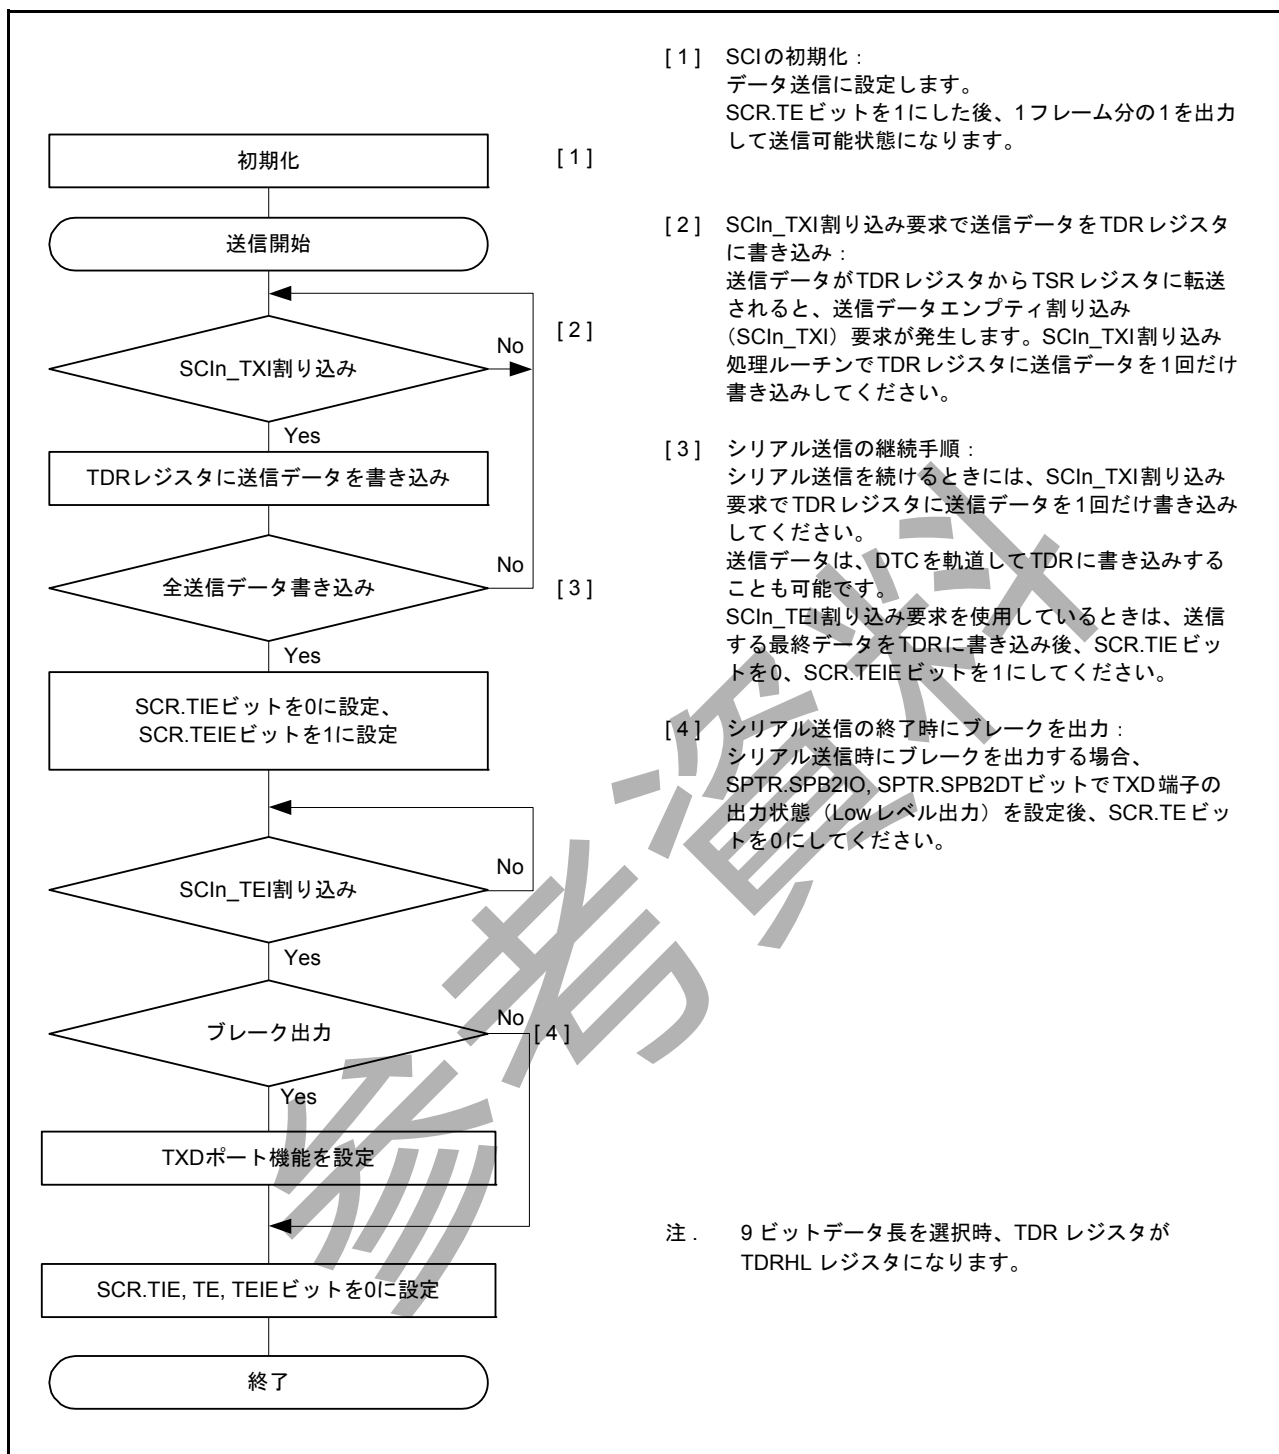 初期化
[ 1 ]
送信開始
SCIn_TXI割り込み
No
[ 2 ]
Yes
TDRレジスタに送信データを書き込み
全送信データ書き込み
No
[ 3 ]
Yes
SCR.TIEビットを0に設定、
SCR.TEIEビットを1に設定
SCIn_TEI割り込み
No
Yes
ブレーク出力
No
[ 4 ]
Yes
TXDポート機能を設定
SCR.TIE, TE, TEIEビットを0に設定
終了
[ 1 ] SCIの初期化：
データ送信に設定します。
SCR.TEビットを1にした後、1フレーム分の1を出力
して送信可能状態になります。
[ 2 ] SCIn_TXI割り込み要求で送信データをTDRレジスタ
に書き込み：
送信データがTDRレジスタからTSRレジスタに転送
されると、送信データエンプティ割り込み
（SCIn_TXI）要求が発生します。SCIn_TXI割り込み
処理ルーチンでTDRレジスタに送信データを1回だけ
書き込みしてください。
[ 3 ] シリアル送信の継続手順：
シリアル送信を続けるときには、SCIn_TXI割り込み
要求でTDRレジスタに送信データを1回だけ書き込み
してください。
送信データは、DTCを軌道してTDRに書き込みする
ことも可能です。
SCIn_TEI割り込み要求を使用しているときは、送信
する最終データをTDRに書き込み後、SCR.TIEビッ
トを0、SCR.TEIEビットを1にしてください。
[ 4 ] シリアル送信の終了時にブレークを出力：
シリアル送信時にブレークを出力する場合、
SPTR.SPB2IO, SPTR.SPB2DTビットでTXD端子の
出力状態（Lowレベル出力）を設定後、SCR.TEビッ
トを0にしてください。
注． 9 ビットデータ長を選択時、TDR レジスタが
TDRHL レジスタになります。
参考資料